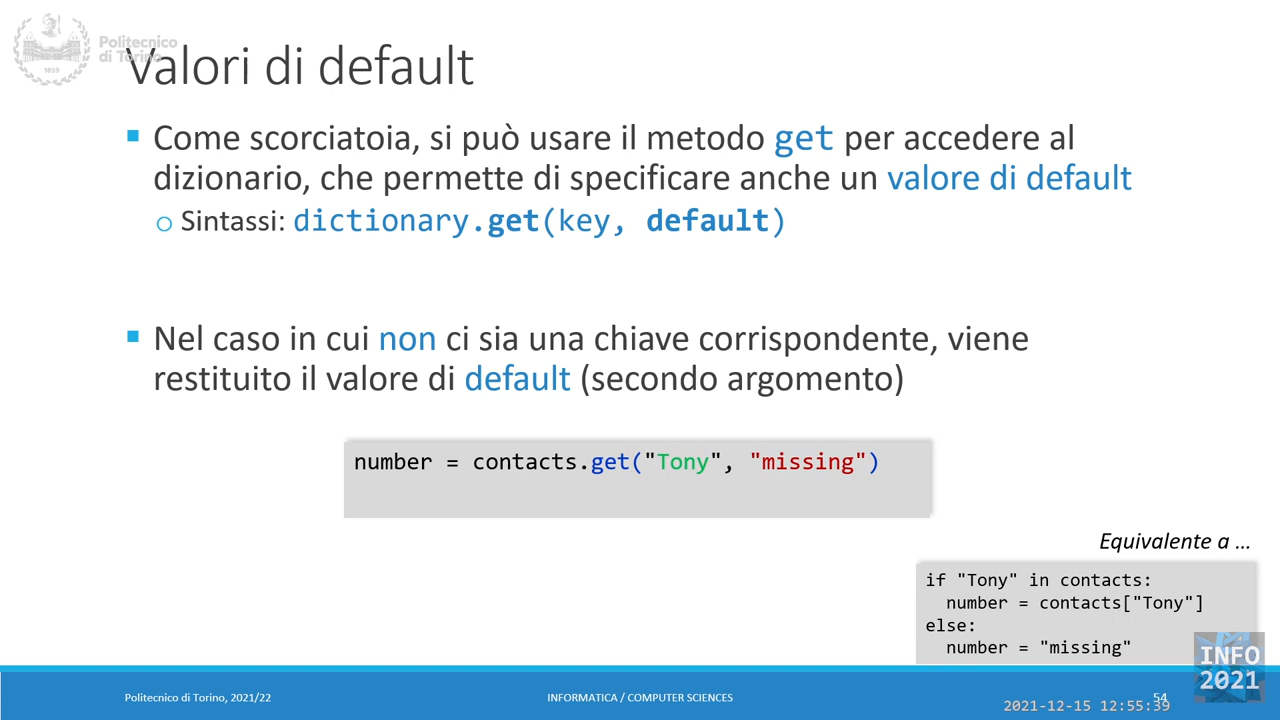 Politecnico
di Torino
1859
Valori di default
Come scorciatoia, si può usare il metodo get per accedere al
dizionario, che permette di specificare anche un valore di default
Sintassi: dictionary.get(key, default)
Nel caso in cui non ci sia una chiave corrispondente, viene
restituito il valore di default (secondo argomento)
number = contacts.get("Tony", "missing")
Equivalente a …
if "Tony" in contacts:
  number = contacts["Tony"]
else:
  number = "missing"
INFO
2021
Politecnico di Torino, 2021/22
INFORMATICA / COMPUTER SCIENCES
54
2021-12-15 12:55:39